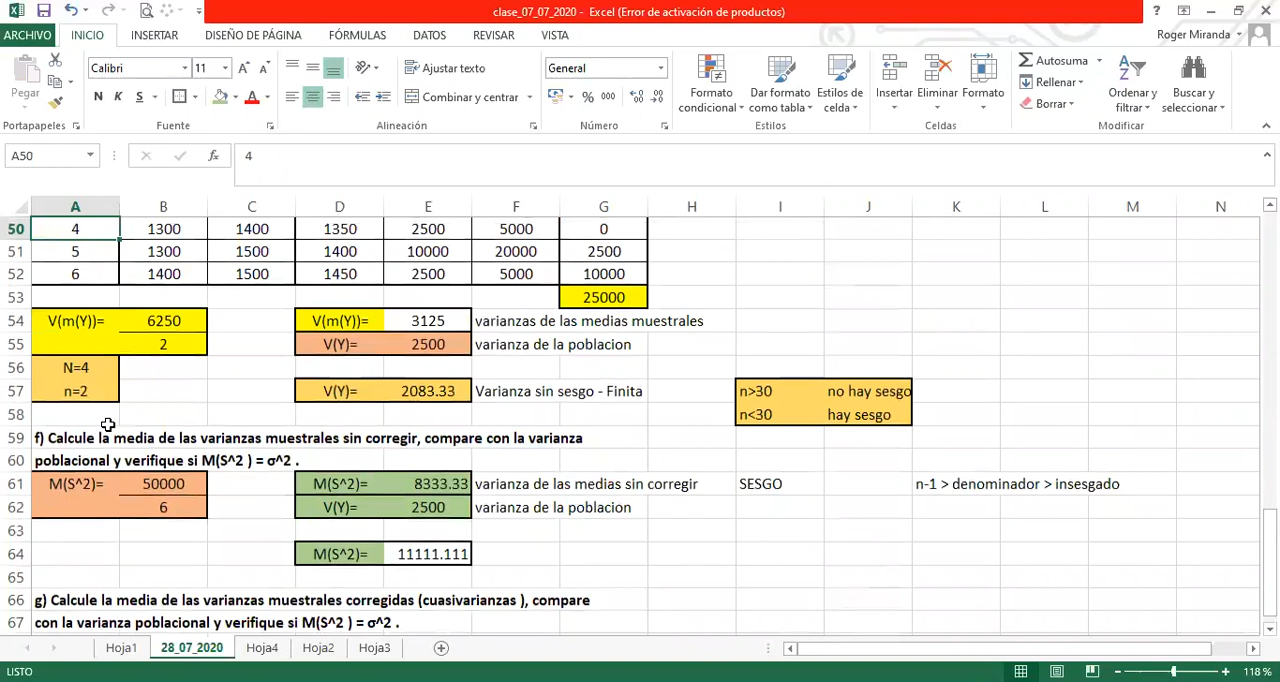 clase_07_07_2020 - Excel (Error de activación de productos)
?
ARCHIVO INICIO INSERTAR DISEÑO DE PÁGINA FÓRMULAS DATOS REVISAR VISTA Roger Miranda
Pegar
Calibri 11 A A
N K S A
Ajustar texto
Combinar y centrar
General
% 000
Formato condicional
Dar formato como tabla
Estilos de celda
Insertar Eliminar Formato
Autosuma
Rellenar
Borrar
Ordenar y filtrar
Buscar y seleccionar
Portapapeles Fuente Alineación Número Estilos Celdas Modificar
A50 fx 4
A B C D E F G H I J K L M N
50 4 1300 1400 1350 2500 5000 0
51 5 1300 1500 1400 10000 20000 2500
52 6 1400 1500 1450 2500 5000 10000
53 25000
54 V(m(Y))= 6250 V(m(Y))= 3125 varianzas de las medias muestrales
55 2 V(Y)= 2500 varianza de la poblacion
56 N=4
57 n=2 V(Y)= 2083.33 Varianza sin sesgo - Finita n>30 no hay sesgo
58 n<30 hay sesgo
59 f) Calcule la media de las varianzas muestrales sin corregir, compare con la varianza
60 poblacional y verifique si M(S^2 ) = σ^2 .
61 M(S^2)= 50000 M(S^2)= 8333.33 varianza de las medias sin corregir SESGO n-1 > denominador > insesgado
62 6 V(Y)= 2500 varianza de la poblacion
63
64 M(S^2)= 11111.111
65
66 g) Calcule la media de las varianzas muestrales corregidas (cuasivarianzas ), compare
67 con la varianza poblacional y verifique si M(S^2 ) = σ^2 .
Hoja1 28_07_2020 Hoja4 Hoja2 Hoja3
LISTO 118 %